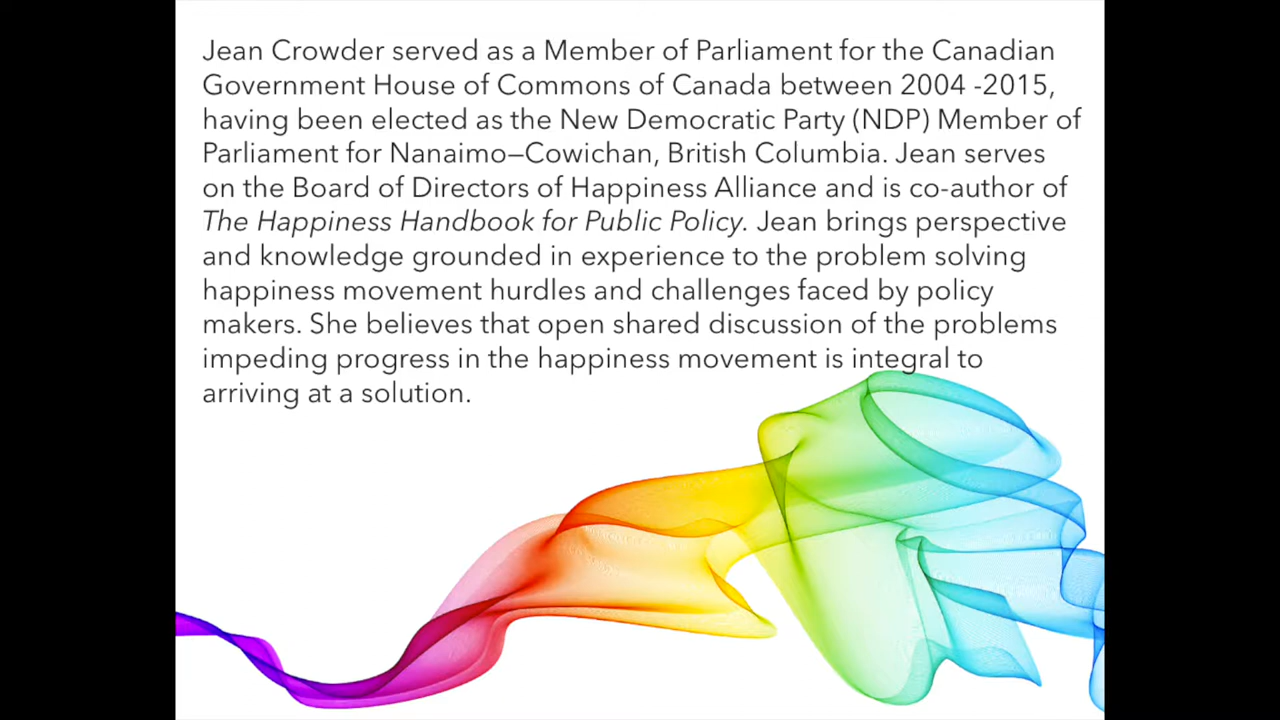 Jean Crowder served as a Member of Parliament for the Canadian
Government House of Commons of Canada between 2004 -2015,
having been elected as the New Democratic Party (NDP) Member of
Parliament for Nanaimo—Cowichan, British Columbia. Jean serves
on the Board of Directors of Happiness Alliance and is co-author of
The Happiness Handbook for Public Policy. Jean brings perspective
and knowledge grounded in experience to the problem solving
happiness movement hurdles and challenges faced by policy
makers. She believes that open shared discussion of the problems
impeding progress in the happiness movement is integral to
arriving at a solution.